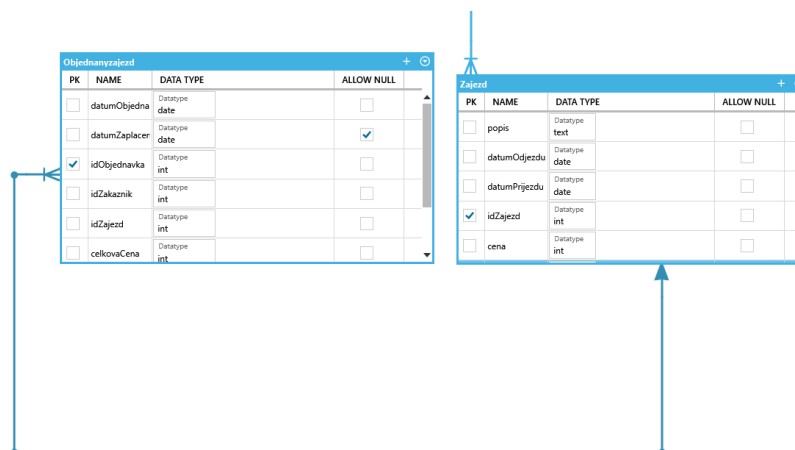 Objednanyzajezd
PK NAME DATA TYPE ALLOW NULL
datumObjedna Datatype date
datumZaplacen Datatype date
idObjednavka Datatype int
idZakaznik Datatype int
idZajezd Datatype int
celkovaCena Datatype int
Zajezd
PK NAME DATA TYPE ALLOW NULL
popis Datatype text
datumOdjezdu Datatype date
datumPrijezdu Datatype date
idZajezd Datatype int
cena Datatype int